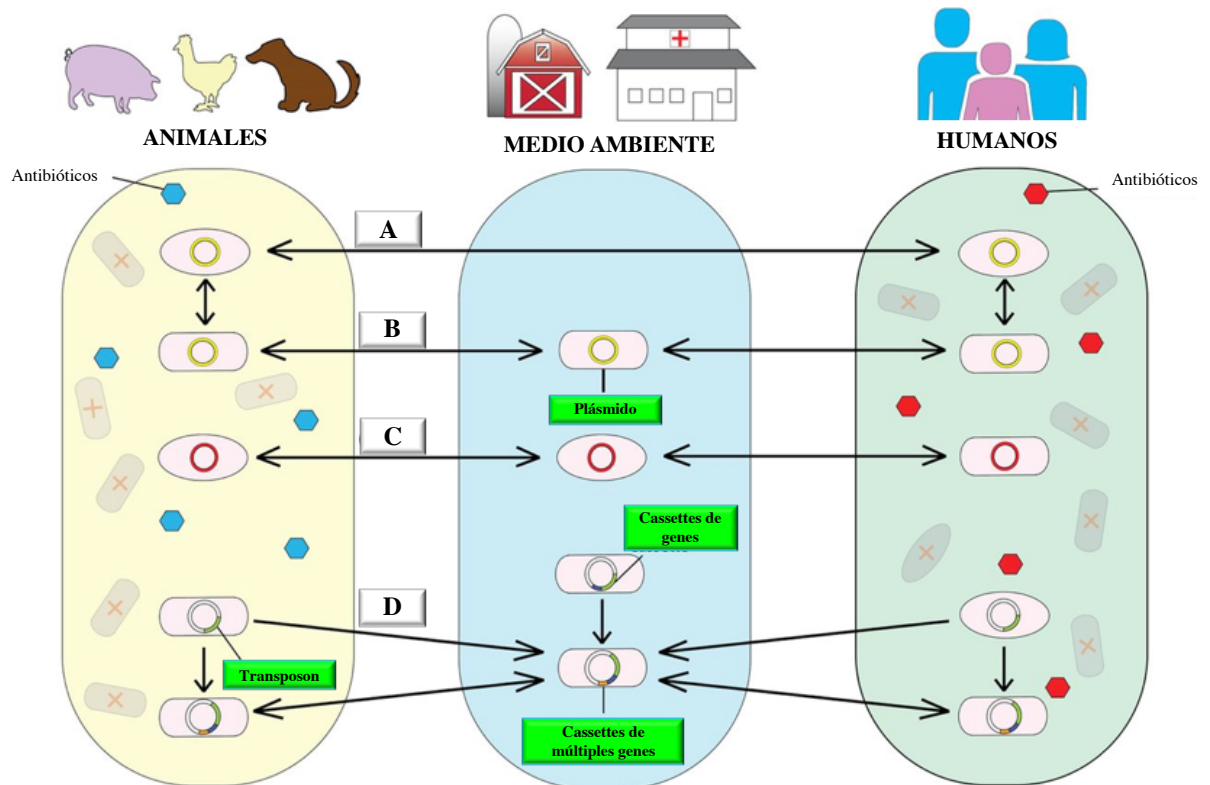 ANIMALES
MEDIO AMBIENTE
HUMANOS
Antibióticos
Antibióticos
A
B
Plásmido
C
Cassettes de
genes
D
Transposon
Cassettes de
múltiples genes